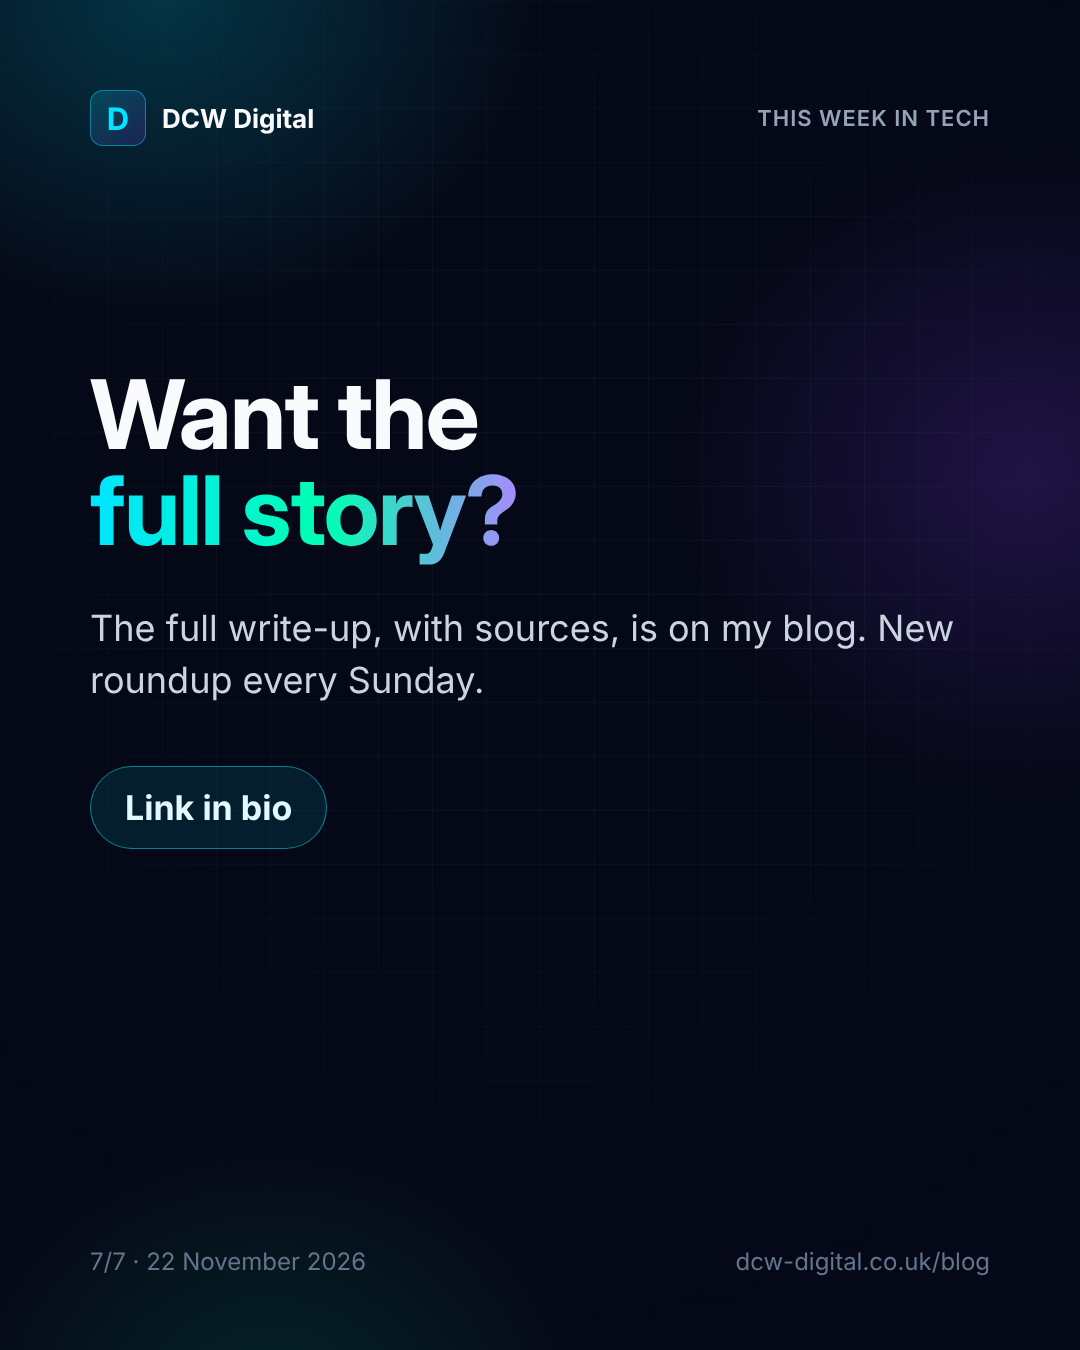 D DCW Digital
THIS WEEK IN TECH
Want the
full story?
The full write-up, with sources, is on my blog. New
roundup every Sunday.
Link in bio
7/7 · 22 November 2026
dcw-digital.co.uk/blog